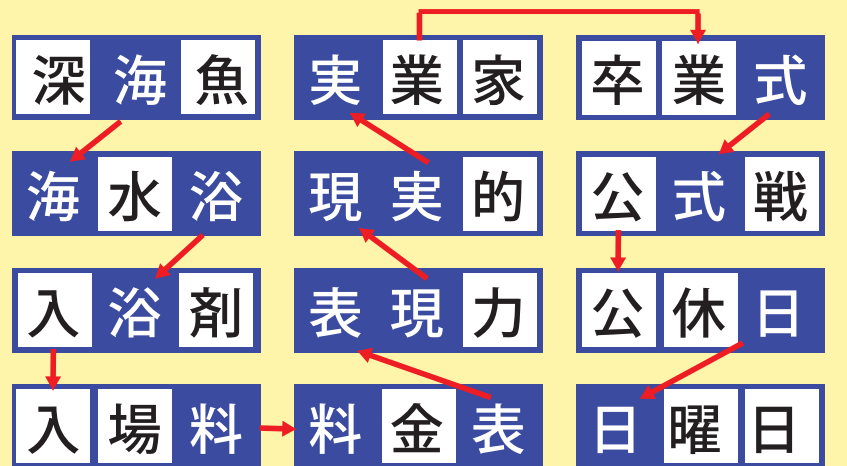 深海魚
海水浴
入浴剤
入場料
料金表
表現力
現実的
実業家
卒業式
公式戦
公休日
日曜日